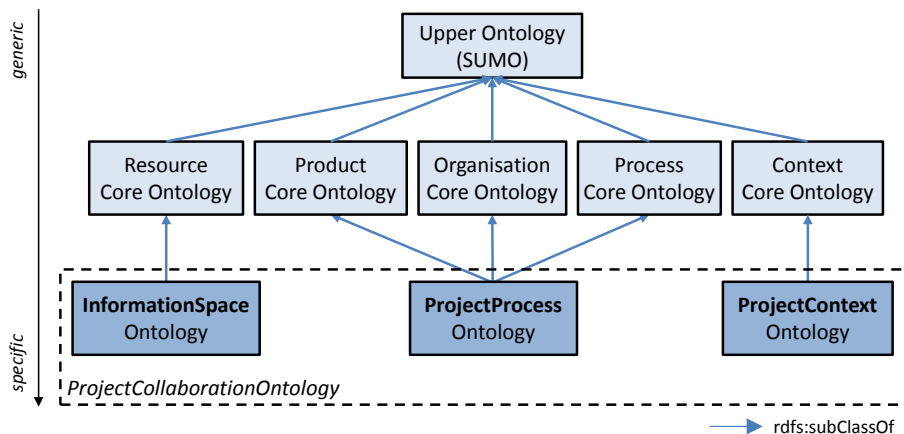 generic
Upper Ontology
(SUMO)
Resource
Core Ontology
Product
Core Ontology
Organisation
Core Ontology
Process
Core Ontology
Context
Core Ontology
InformationSpace
Ontology
ProjectProcess
Ontology
ProjectContext
Ontology
specific
ProjectCollaborationOntology
rdfs:subClassOf